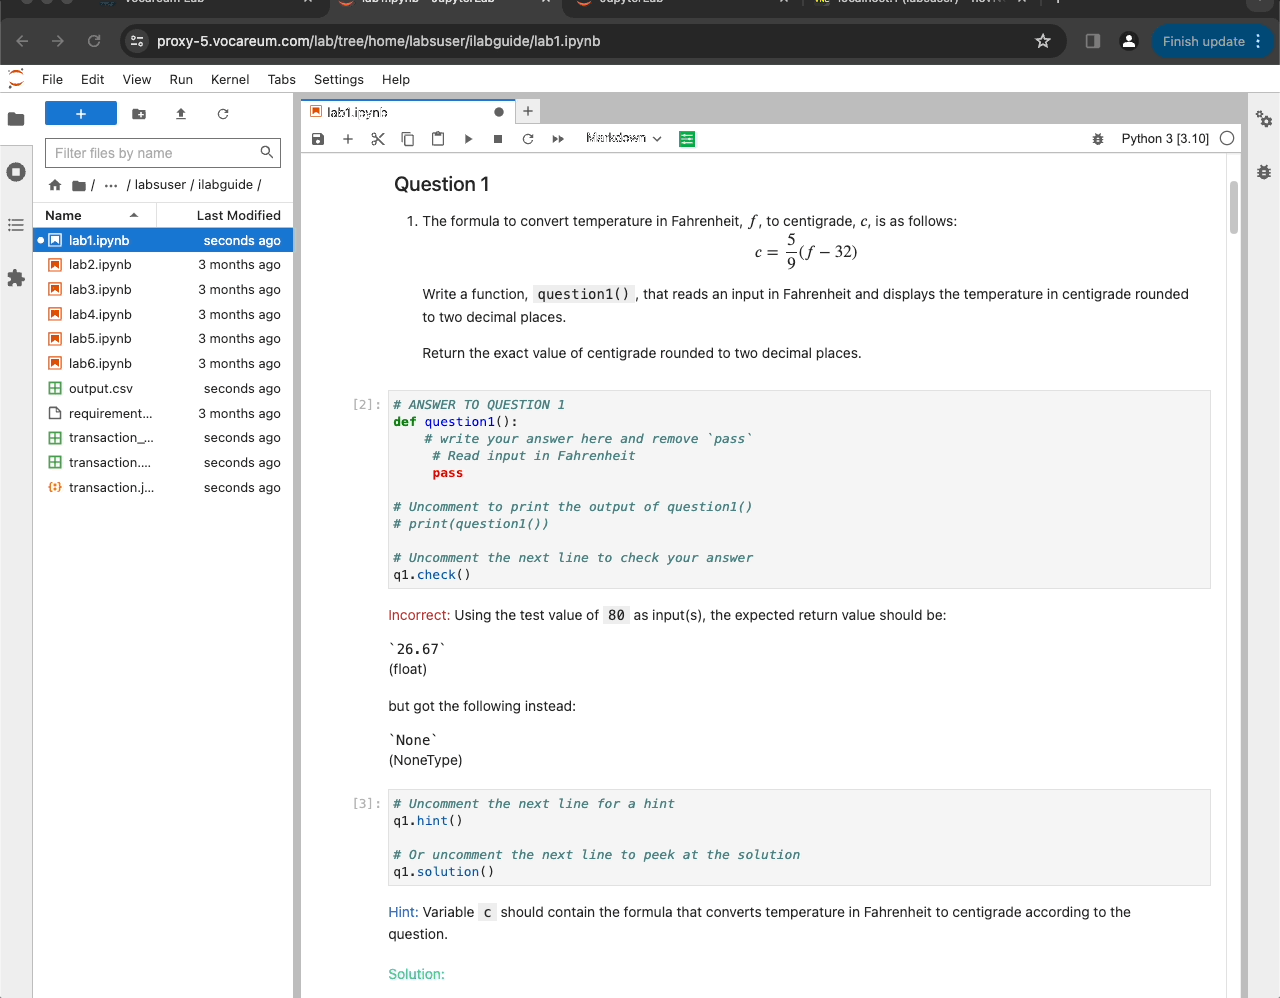 proxy-5.vocareum.com/lab/tree/home/labsuser/ilabguide/lab1.ipynb
Finish update
File Edit View Run Kernel Tabs Settings Help
lab1.ipynb
Filter files by name
Markdown
Python 3 [3.10]
/ ··· / labsuser / ilabguide /
Name Last Modified
lab1.ipynb seconds ago
lab2.ipynb 3 months ago
lab3.ipynb 3 months ago
lab4.ipynb 3 months ago
lab5.ipynb 3 months ago
lab6.ipynb 3 months ago
output.csv seconds ago
requirement... 3 months ago
transaction_... seconds ago
transaction.... seconds ago
transaction.j... seconds ago
Question 1
1. The formula to convert temperature in Fahrenheit, f, to centigrade, c, is as follows:
c = 5/9 (f − 32)
Write a function, question1() , that reads an input in Fahrenheit and displays the temperature in centigrade rounded
to two decimal places.
Return the exact value of centigrade rounded to two decimal places.
[2]: # ANSWER TO QUESTION 1
def question1():
# write your answer here and remove `pass`
# Read input in Fahrenheit
pass
# Uncomment to print the output of question1()
# print(question1())
# Uncomment the next line to check your answer
q1.check()
Incorrect: Using the test value of 80 as input(s), the expected return value should be:
`26.67`
(float)
but got the following instead:
`None`
(NoneType)
[3]: # Uncomment the next line for a hint
q1.hint()
# Or uncomment the next line to peek at the solution
q1.solution()
Hint: Variable c should contain the formula that converts temperature in Fahrenheit to centigrade according to the
question.
Solution: